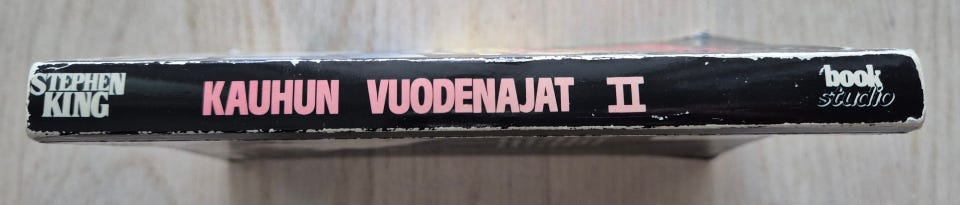 STEPHEN
KING
KAUHUN VUODENAJAT II
book
studio